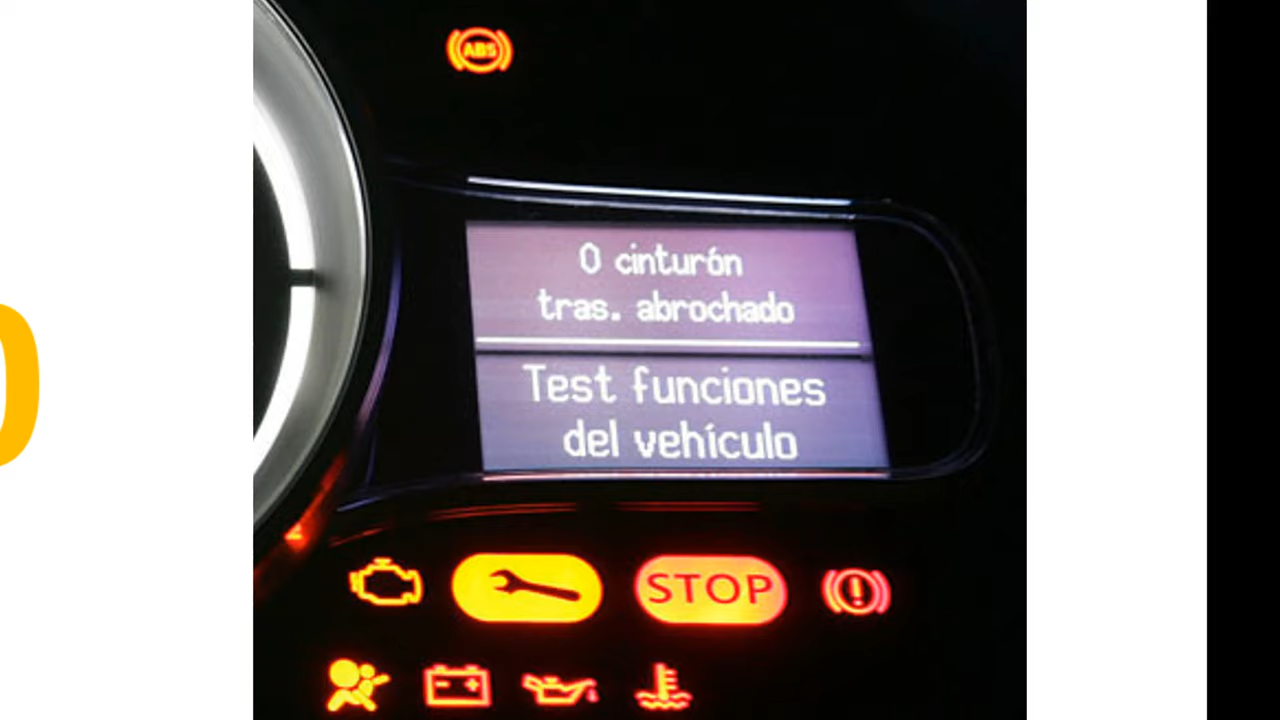 ABS
0 cinturón
tras. abrochado
Test funciones
del vehículo
STOP